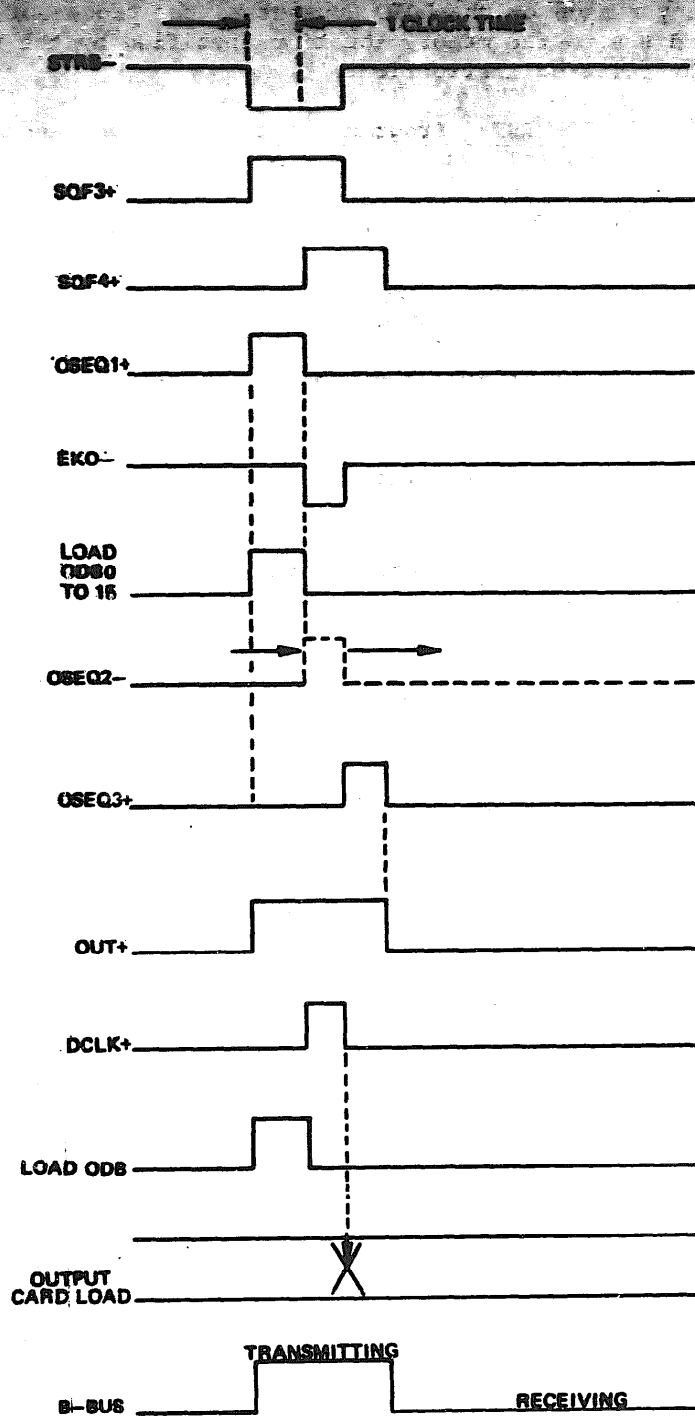 1 CLOCK TIME
STRB–
SQF3+
SQF4+
OSEQ1+
EKO–
LOAD
ODB0
TO 15
OSEQ2–
OSEQ3+
OUT+
DCLK+
LOAD ODB
OUTPUT
CARD LOAD
TRANSMITTING
B–BUS
RECEIVING